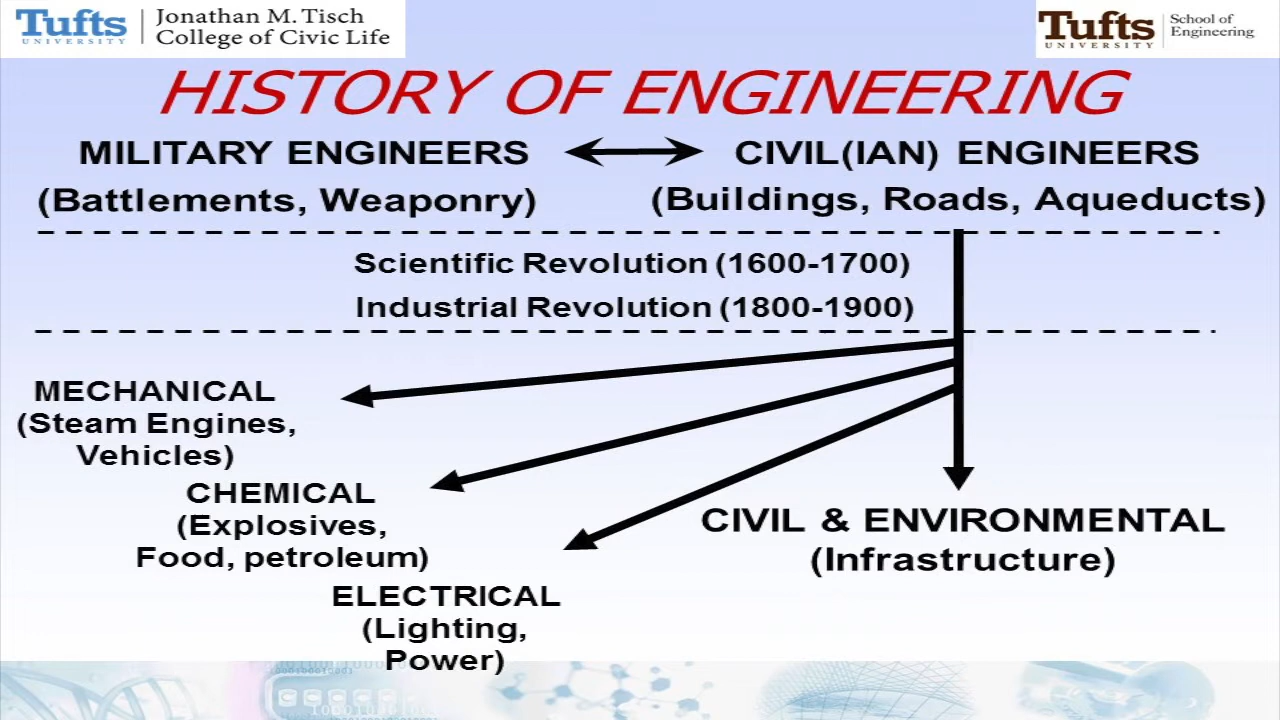 Tufts
UNIVERSITY
Jonathan M. Tisch
College of Civic Life
Tufts
UNIVERSITY
School of
Engineering
HISTORY OF ENGINEERING
MILITARY ENGINEERS
CIVIL(IAN) ENGINEERS
(Battlements, Weaponry)
(Buildings, Roads, Aqueducts)
Scientific Revolution (1600-1700)
Industrial Revolution (1800-1900)
MECHANICAL
(Steam Engines,
Vehicles)
CHEMICAL
(Explosives,
Food, petroleum)
ELECTRICAL
(Lighting,
Power)
CIVIL & ENVIRONMENTAL
(Infrastructure)